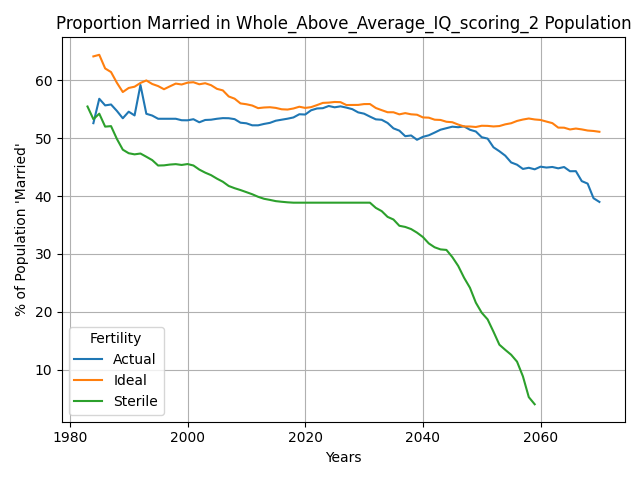 Proportion Married in Whole_Above_Average_IQ_scoring_2 Population
% of Population 'Married'
60
50
40
30
20
10
Fertility
Actual
Ideal
Sterile
1980
2000
2020
2040
2060
Years